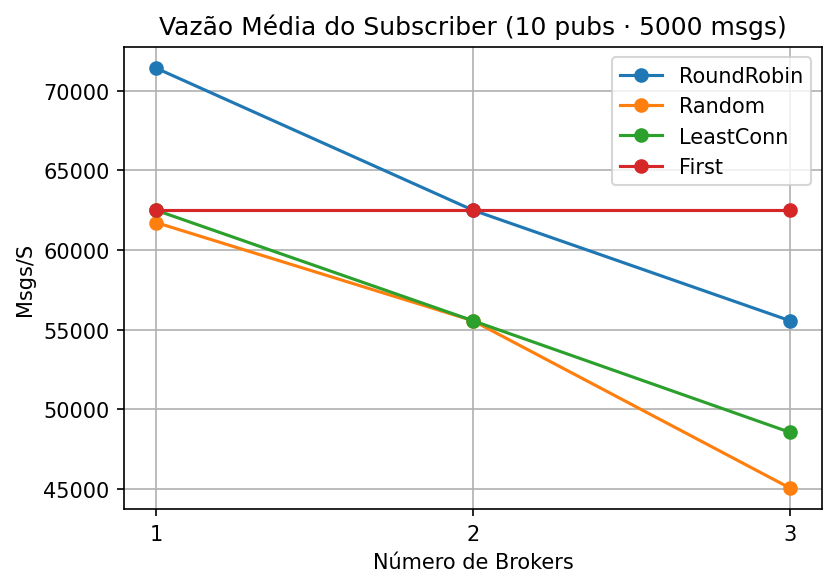 Vazão Média do Subscriber (10 pubs · 5000 msgs)
RoundRobin
Random
LeastConn
First
Msgs/S
70000
65000
60000
55000
50000
45000
1 2 3
Número de Brokers